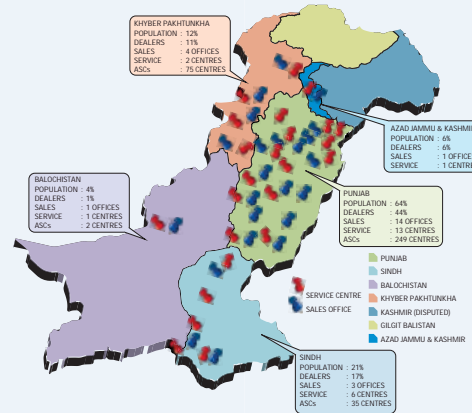 KHYBER PAKHTUNKHA
POPULATION : 12%
DEALERS : 11%
SALES : 4 OFFICES
SERVICE : 2 CENTRES
ASCs : 75 CENTRES
AZAD JAMMU & KASHMIR
POPULATION : 6%
DEALERS : 6%
SALES : 1 OFFICES
SERVICE : 1 CENTRES
BALOCHISTAN
POPULATION : 4%
DEALERS : 1%
SALES : 1 OFFICES
SERVICE : 1 CENTRES
ASCs : 2 CENTRES
PUNJAB
POPULATION : 64%
DEALERS : 44%
SALES : 14 OFFICES
SERVICE : 13 CENTRES
ASCs : 249 CENTRES
PUNJAB
SINDH
BALOCHISTAN
KHYBER PAKHTUNKHA
KASHMIR (DISPUTED)
GILGIT BALISTAN
AZAD JAMMU & KASHMIR
SERVICE CENTRE
SALES OFFICE
SINDH
POPULATION : 21%
DEALERS : 17%
SALES : 3 OFFICES
SERVICE : 6 CENTRES
ASCs : 35 CENTRES